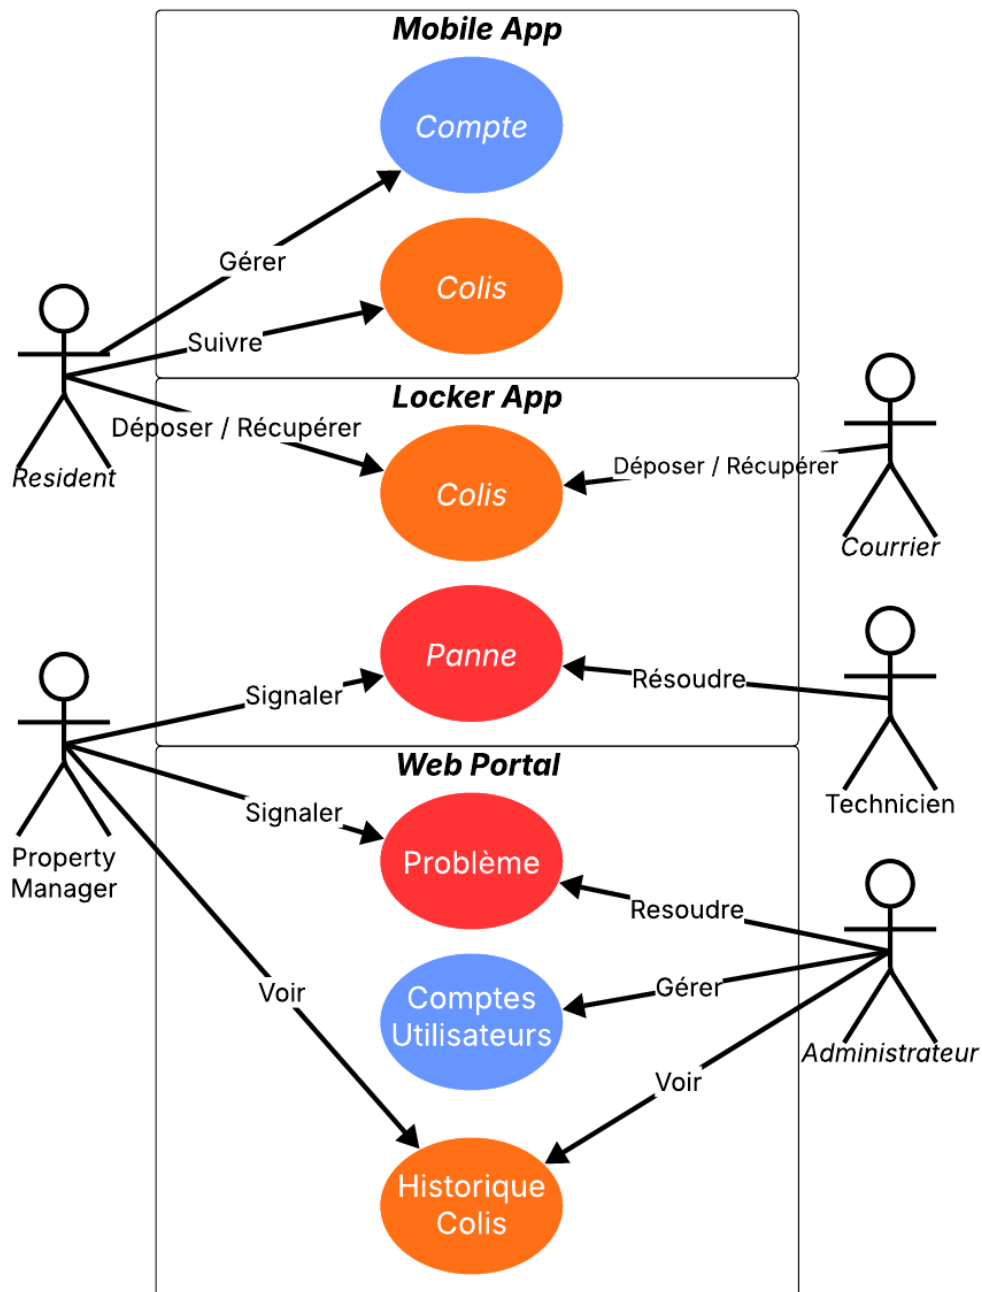 Mobile App
Compte
Gérer
Colis
Suivre
Resident
Locker App
Déposer / Récupérer
Colis
Déposer / Récupérer
Courrier
Panne
Signaler
Résoudre
Technicien
Property
Manager
Web Portal
Signaler
Problème
Resoudre
Comptes
Utilisateurs
Gérer
Administrateur
Voir
Voir
Historique
Colis